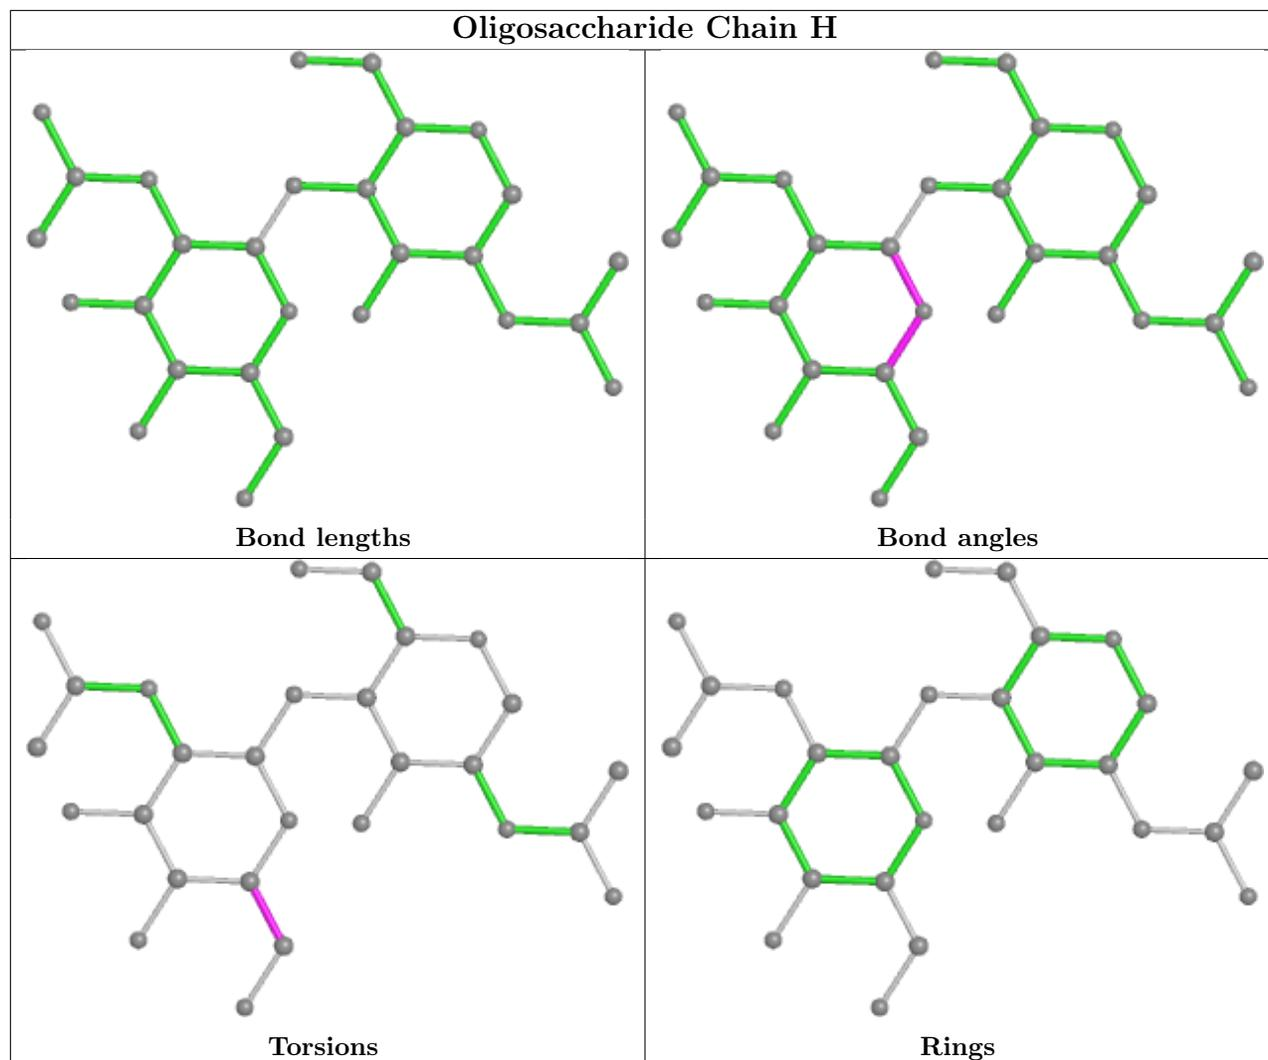 Oligosaccharide Chain H
Bond lengths
Bond angles
Torsions
Rings